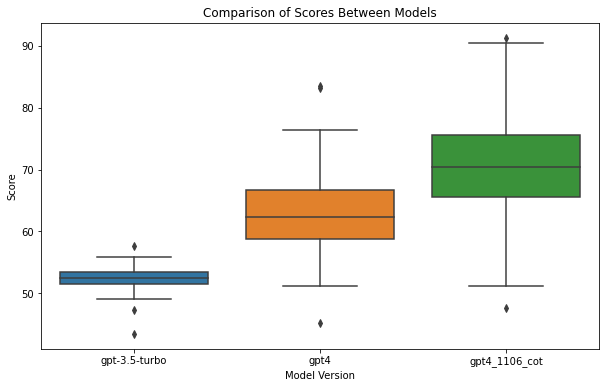 Comparison of Scores Between Models
90
80
70
60
50
Score
gpt-3.5-turbo
gpt4
gpt4_1106_cot
Model Version